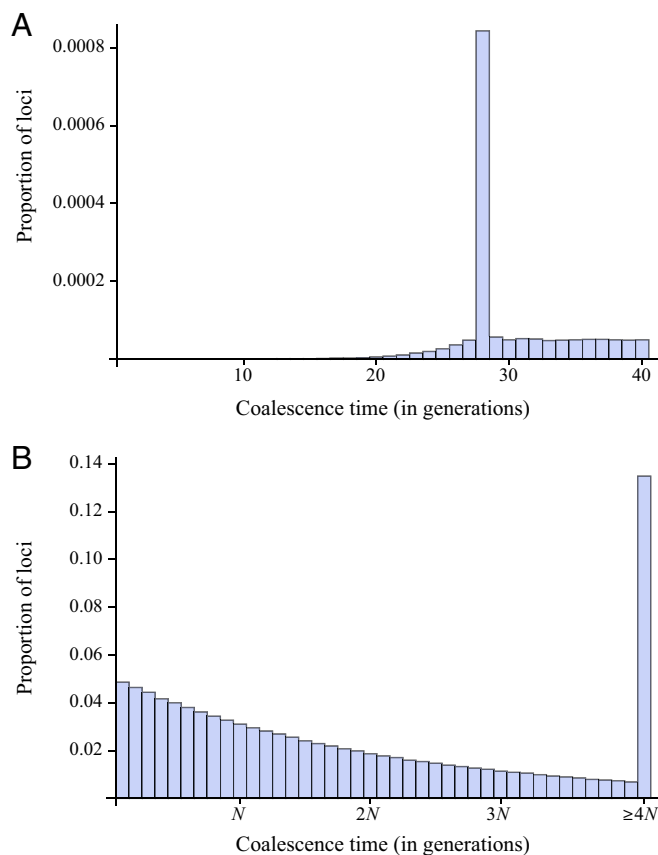 A
0.0008
0.0006
0.0004
0.0002
Proportion of loci
10 20 30 40
Coalescence time (in generations)
B
0.14
0.12
0.10
0.08
0.06
0.04
0.02
Proportion of loci
N 2N 3N ≥4N
Coalescence time (in generations)